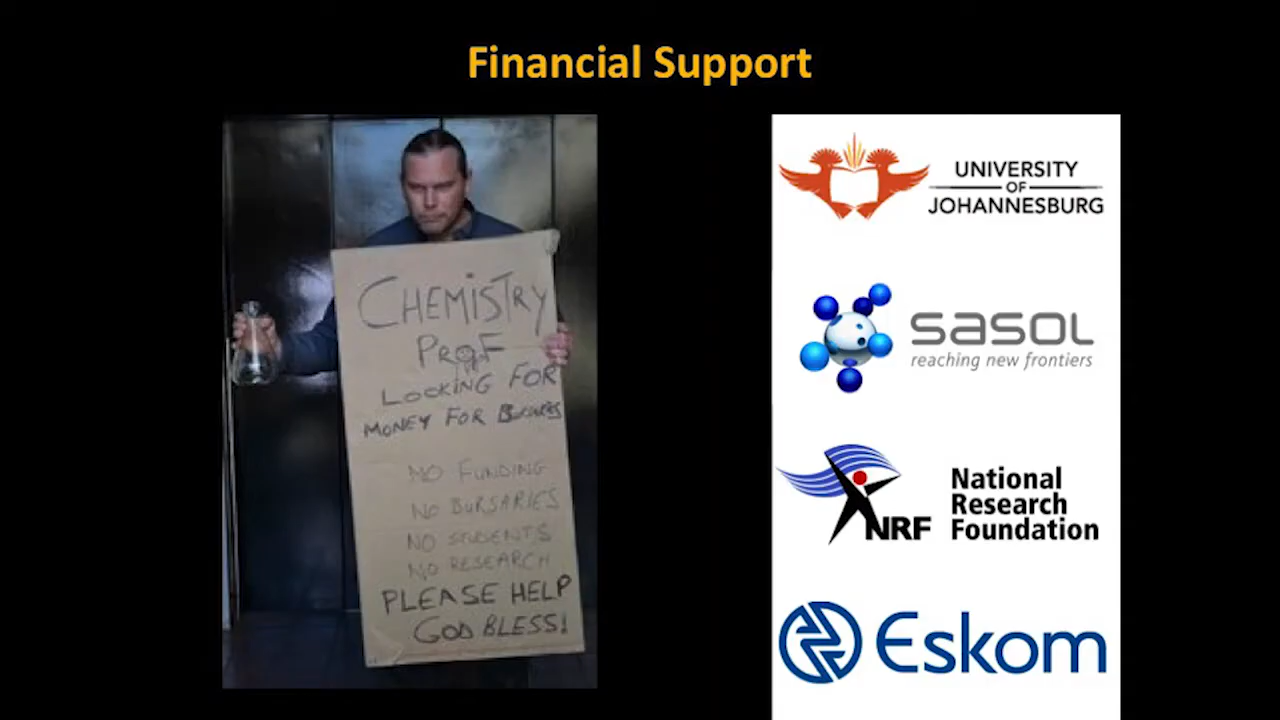 Financial Support
CHEMISTRY
PROF
LOOKING FOR
MONEY FOR BURSARIES
NO FUNDING
NO BURSARIES
NO STUDENTS
NO RESEARCH
PLEASE HELP
GOD BLESS!
UNIVERSITY
OF
JOHANNESBURG
sasol
reaching new frontiers
NRF
National
Research
Foundation
Eskom